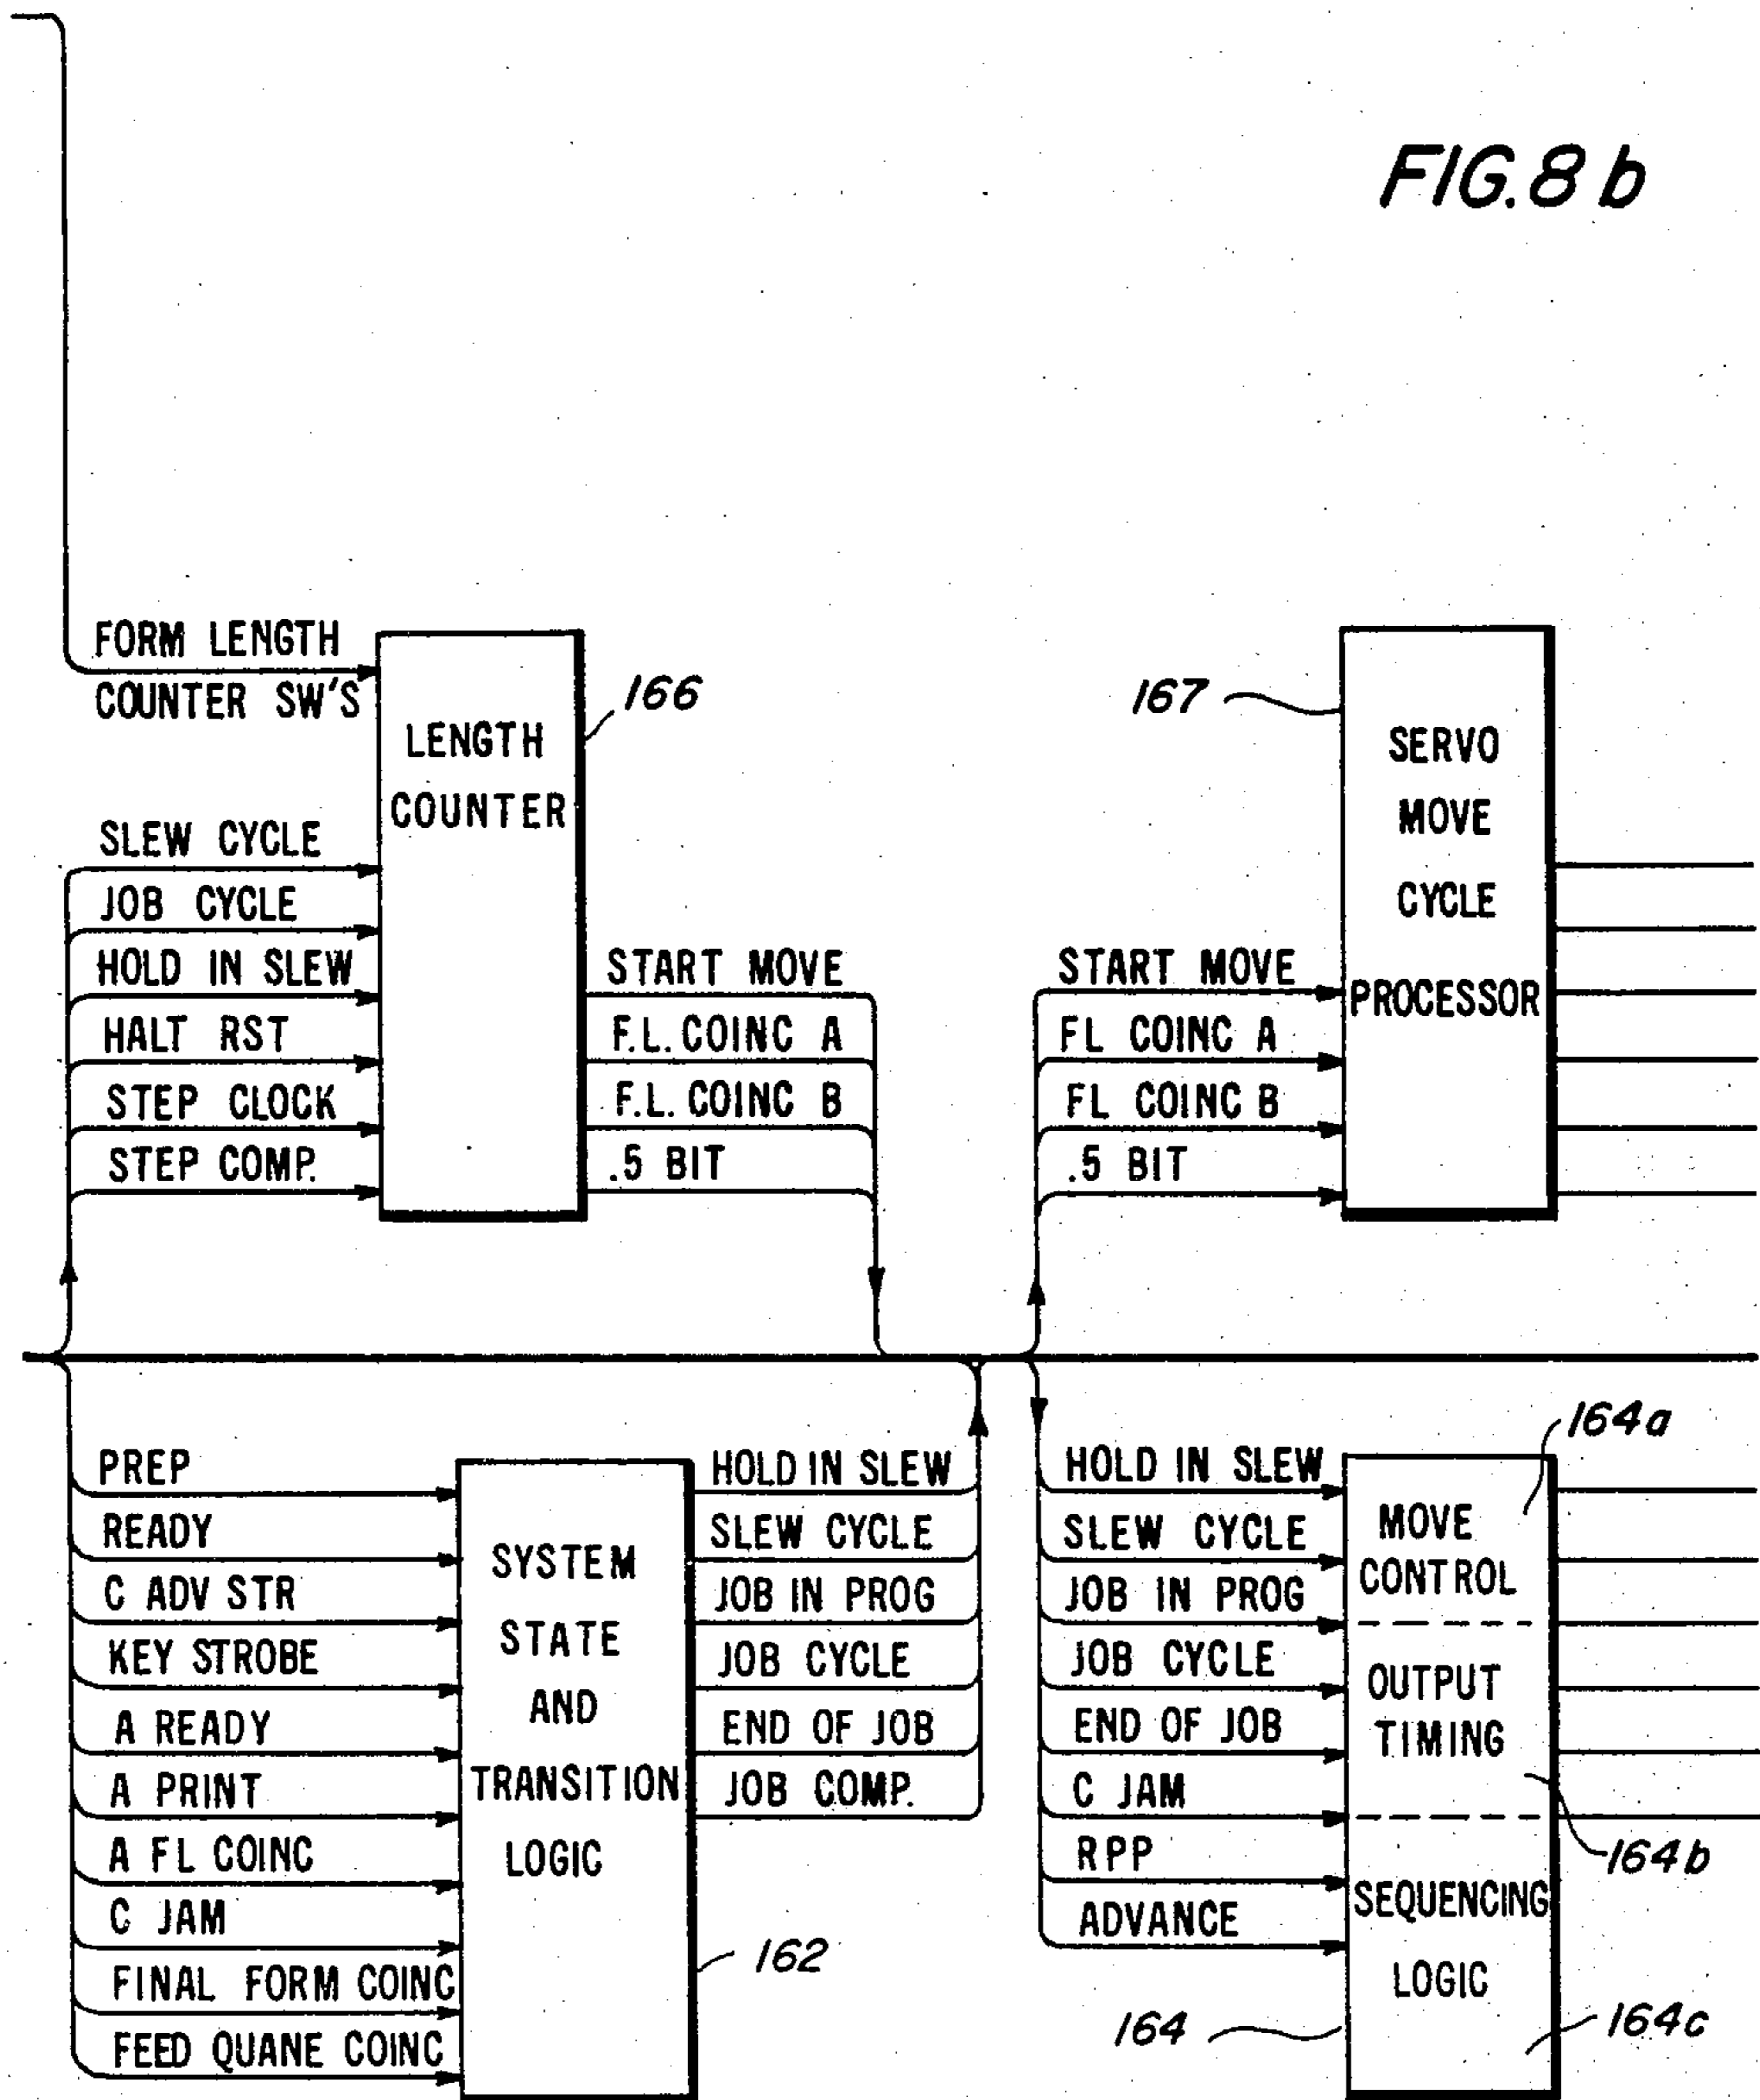 FIG. 8 b
FORM LENGTH
COUNTER SW'S
LENGTH
COUNTER
166
SLEW CYCLE
JOB CYCLE
HOLD IN SLEW
HALT RST
STEP CLOCK
STEP COMP.
START MOVE
F.L. COINC A
F.L. COINC B
.5 BIT
167
SERVO
MOVE
CYCLE
PROCESSOR
START MOVE
FL COINC A
FL COINC B
.5 BIT
PREP
READY
C ADV STR
KEY STROBE
A READY
A PRINT
A FL COINC
C JAM
FINAL FORM COINC
FEED QUANE COINC
SYSTEM
STATE
AND
TRANSITION
LOGIC
162
HOLD IN SLEW
SLEW CYCLE
JOB IN PROG
JOB CYCLE
END OF JOB
JOB COMP.
HOLD IN SLEW
SLEW CYCLE
JOB IN PROG
JOB CYCLE
END OF JOB
C JAM
RPP
ADVANCE
MOVE
CONTROL
OUTPUT
TIMING
SEQUENCING
LOGIC
164a
164b
164c
164